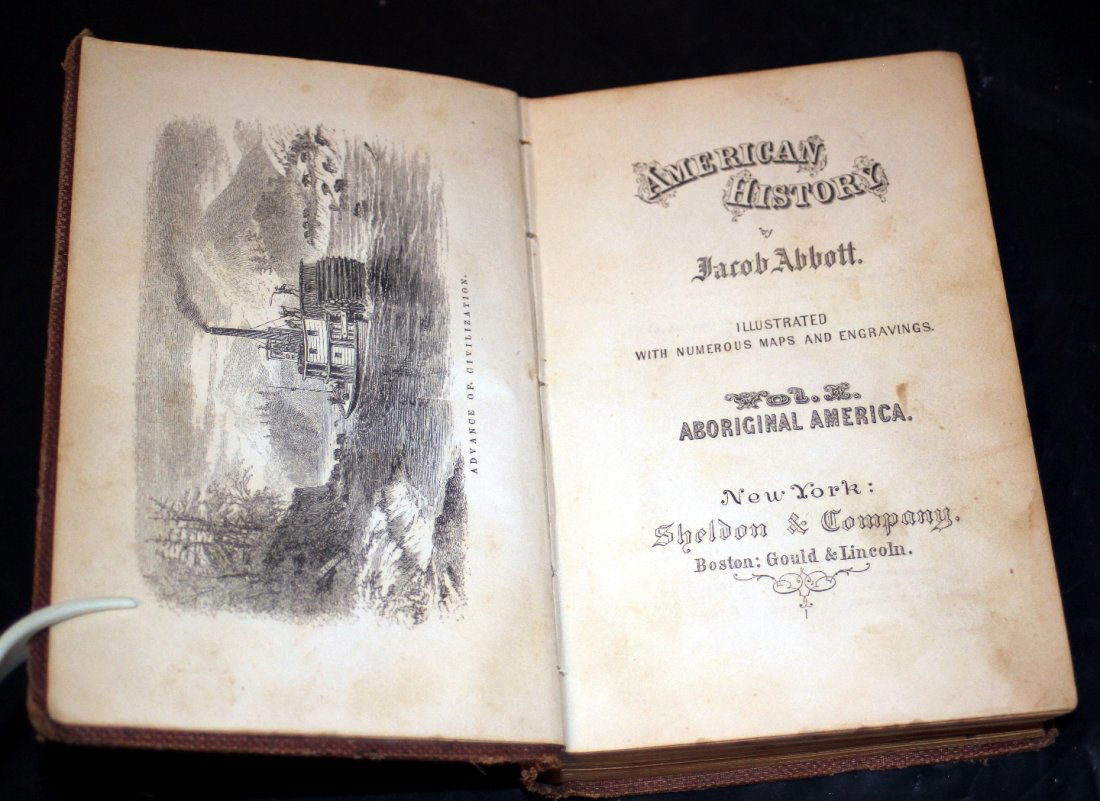 ADVANCE OF CIVILIZATION.
AMERICAN
HISTORY
by
Jacob Abbott.
ILLUSTRATED
WITH NUMEROUS MAPS AND ENGRAVINGS.
Vol. I.
ABORIGINAL AMERICA.
New York:
Sheldon & Company.
Boston: Gould & Lincoln.